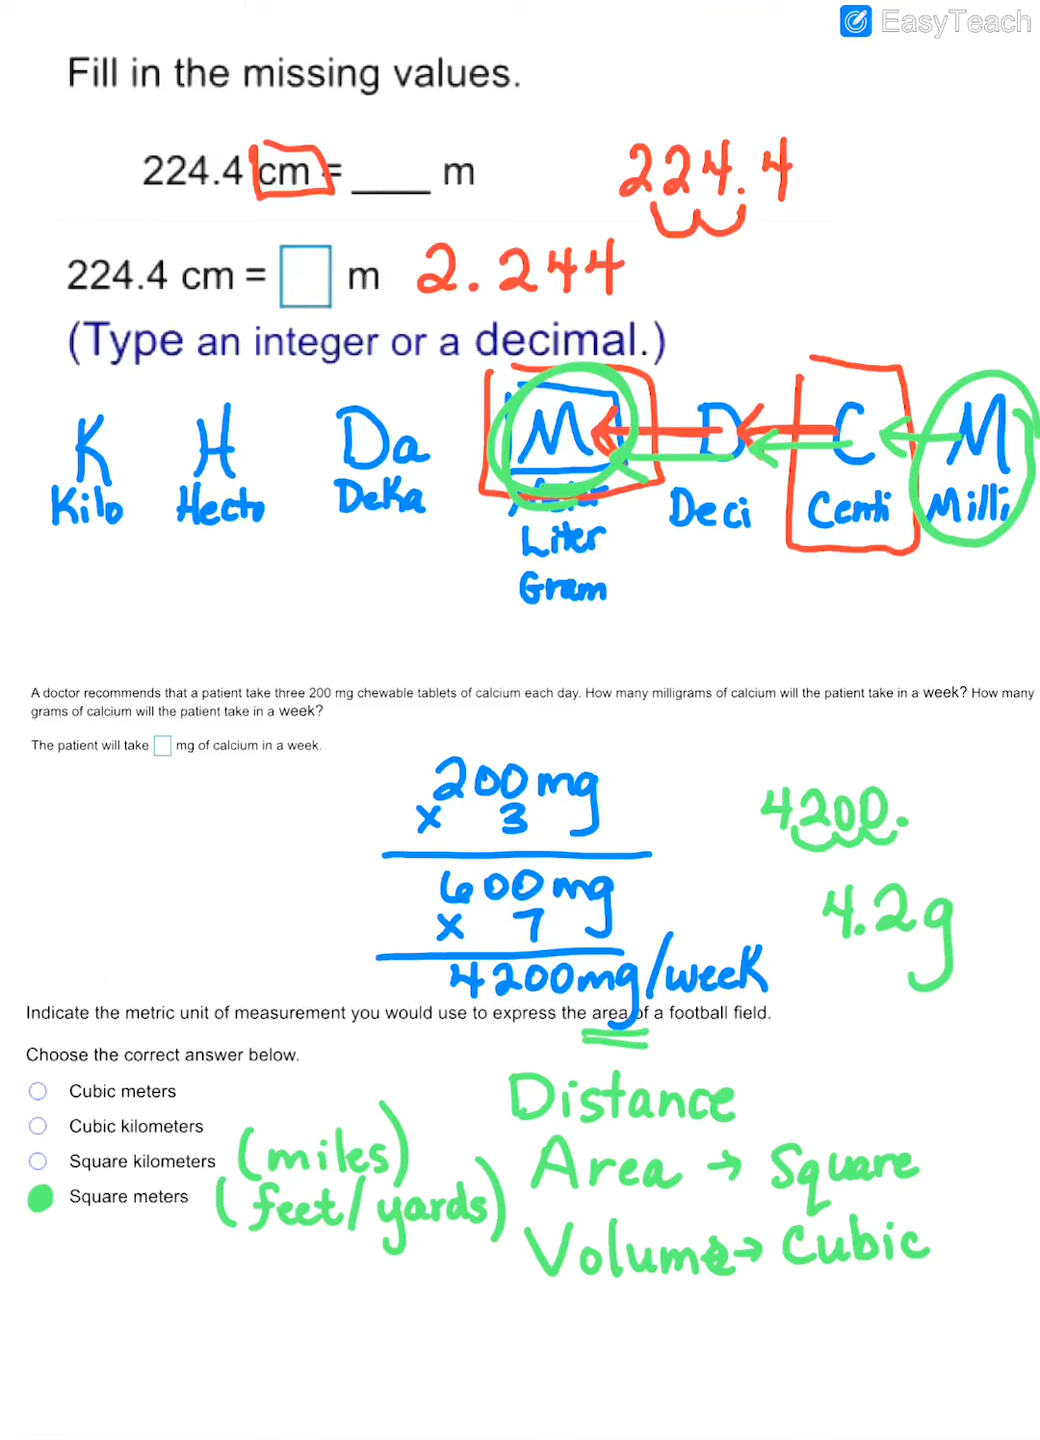 EasyTeach
Fill in the missing values.
224.4 cm = ____ m
224.4
224.4 cm = m 2.244
(Type an integer or a decimal.)
K H Da M D C M
Kilo Hecto Deka Deci Centi Milli
Liter
Gram
A doctor recommends that a patient take three 200 mg chewable tablets of calcium each day. How many milligrams of calcium will the patient take in a week? How many
grams of calcium will the patient take in a week?
The patient will take mg of calcium in a week.
200mg
x 3
4200.
600mg
x 7
4.2g
4200mg/week
Indicate the metric unit of measurement you would use to express the area of a football field.
Choose the correct answer below.
Cubic meters
Distance
Cubic kilometers
Square kilometers (miles)
Area → Square
Square meters (feet/yards)
Volume → Cubic